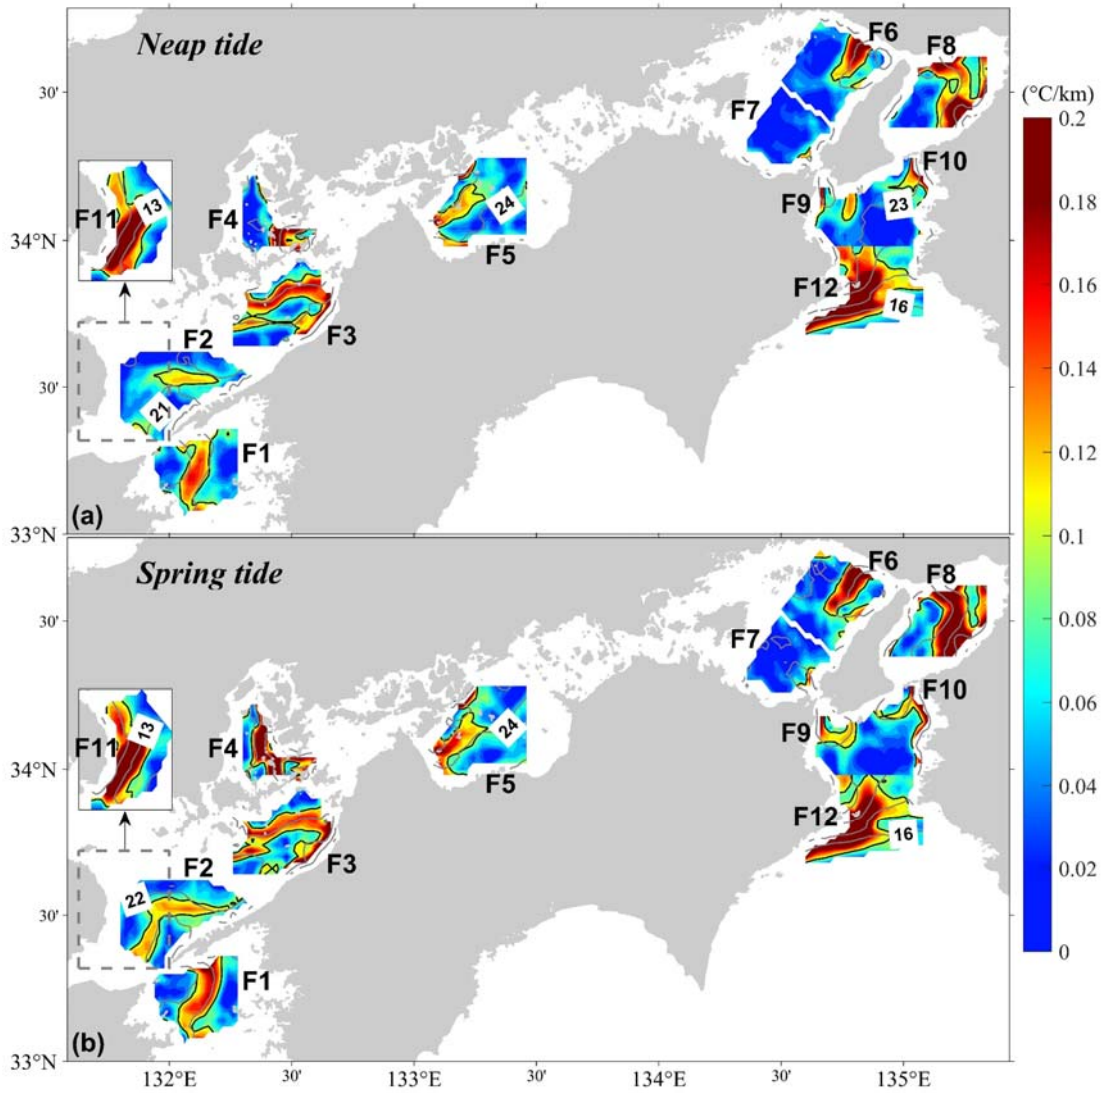 Neap tide
F6
F8
(°C/km)
30'
0.2
F7
F10
0.18
F11
13
F4
24
F9
23
34°N
F5
0.16
F12
16
F2
F3
0.14
30'
21
0.12
F1
(a)
33°N
0.1
Spring tide
F6
F8
0.08
30'
F7
F10
0.06
F11
13
F4
24
F9
34°N
F5
0.04
F12
16
F2
F3
22
0.02
30'
0
F1
(b)
33°N
132°E
30'
133°E
30'
134°E
30'
135°E